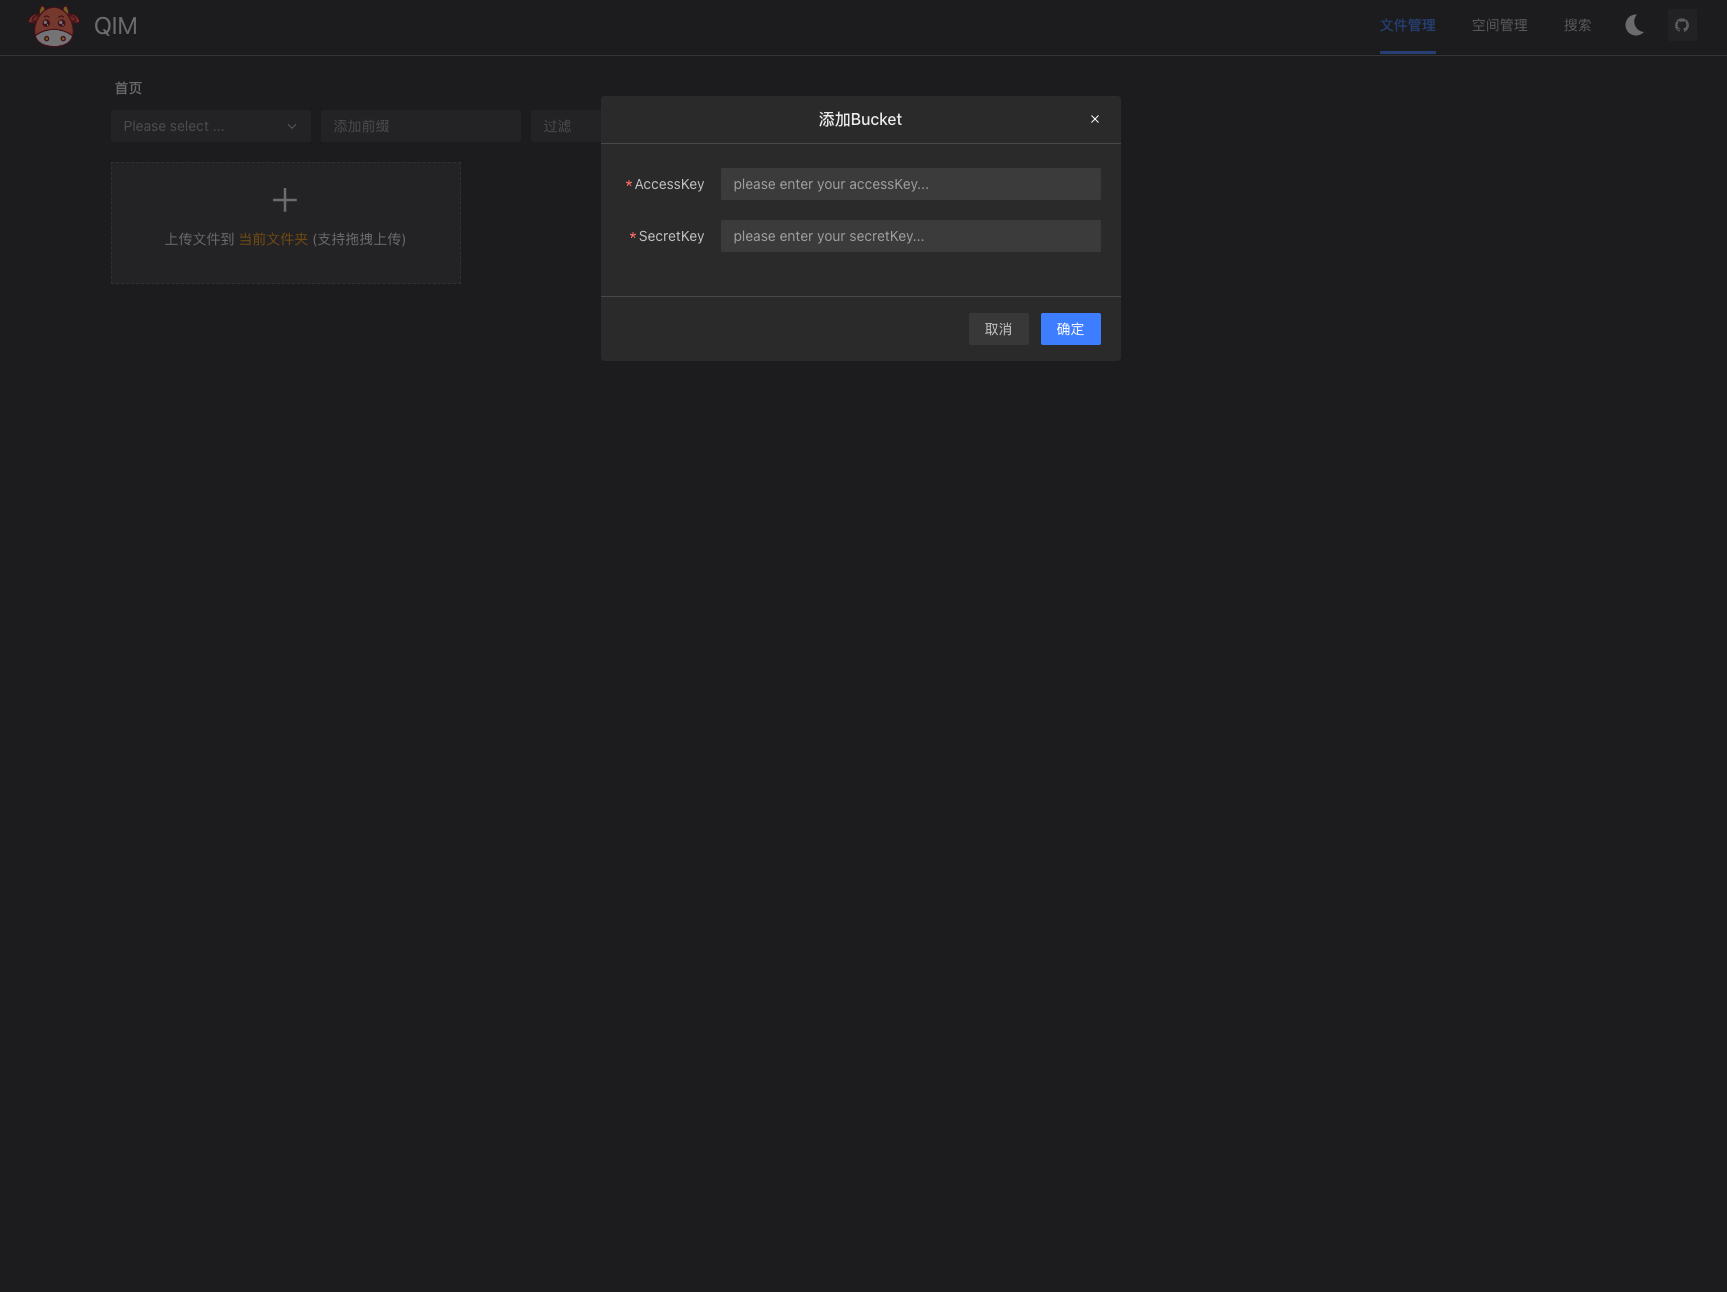 QIM
文件管理
空间管理
搜索
首页
Please select ...
添加前缀
过滤
上传文件到 当前文件夹 (支持拖拽上传)
添加Bucket
* AccessKey
please enter your accessKey...
* SecretKey
please enter your secretKey...
取消
确定